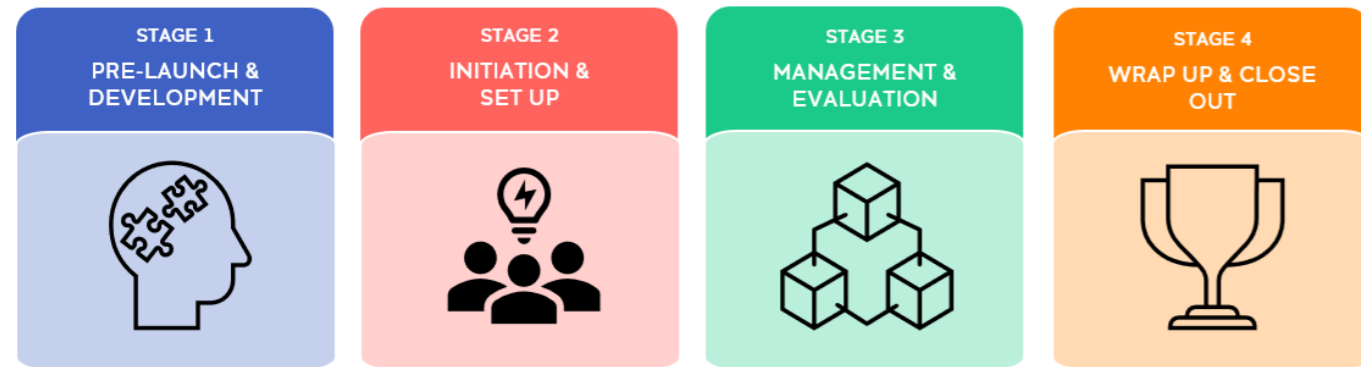 STAGE 1
PRE-LAUNCH &
DEVELOPMENT
STAGE 2
INITIATION &
SET UP
STAGE 3
MANAGEMENT &
EVALUATION
STAGE 4
WRAP UP & CLOSE
OUT